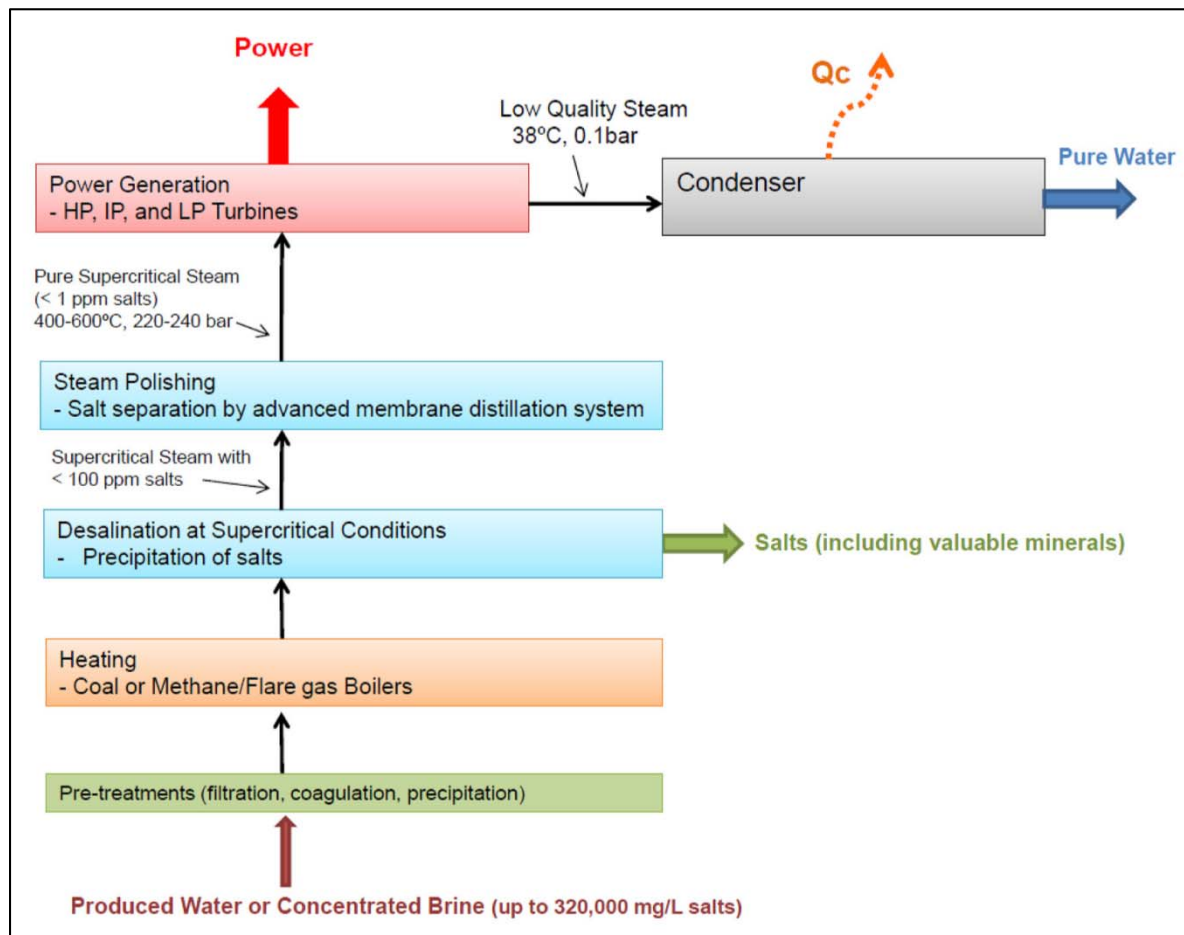 Power
Qc
Low Quality Steam
38ºC, 0.1bar
Pure Water
Power Generation
- HP, IP, and LP Turbines
Condenser
Pure Supercritical Steam
(< 1 ppm salts)
400-600ºC, 220-240 bar
Steam Polishing
- Salt separation by advanced membrane distillation system
Supercritical Steam with
< 100 ppm salts
Desalination at Supercritical Conditions
- Precipitation of salts
Salts (including valuable minerals)
Heating
- Coal or Methane/Flare gas Boilers
Pre-treatments (filtration, coagulation, precipitation)
Produced Water or Concentrated Brine (up to 320,000 mg/L salts)